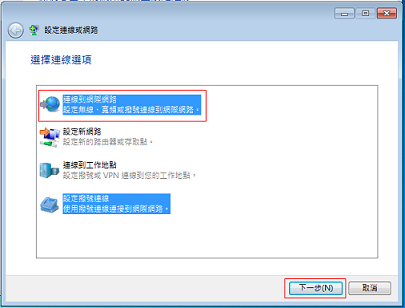 設定連線或網路
選擇連線選項
連線到網際網路
設定無線、寬頻或撥號連線到網際網路。
設定新網路
設定新的路由器或存取點。
連線到工作地點
設定撥號或 VPN 連線到您的工作地點。
設定撥號連線
使用撥號連線連接到網際網路。
下一步(N)
取消